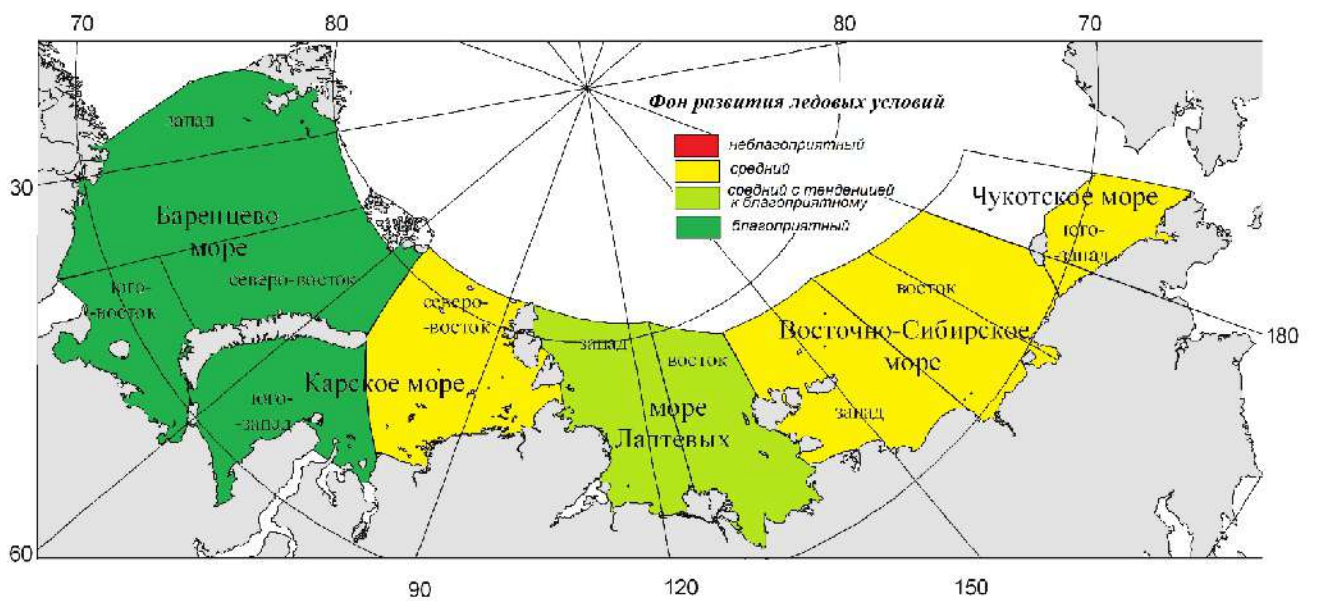 70
80
80
70
Фон развития ледовых условий
неблагоприятный
средний
средний с тенденцией
к благоприятному
благоприятный
запад
30
Баренцево
море
Чукотское море
юго-
-запад
северо-восток
юго-
-восток
северо-
-восток
восток
Восточно-Сибирское
море
180
запад
восток
Карское море
юго-
-запад
море
Лаптевых
запад
60
90
120
150